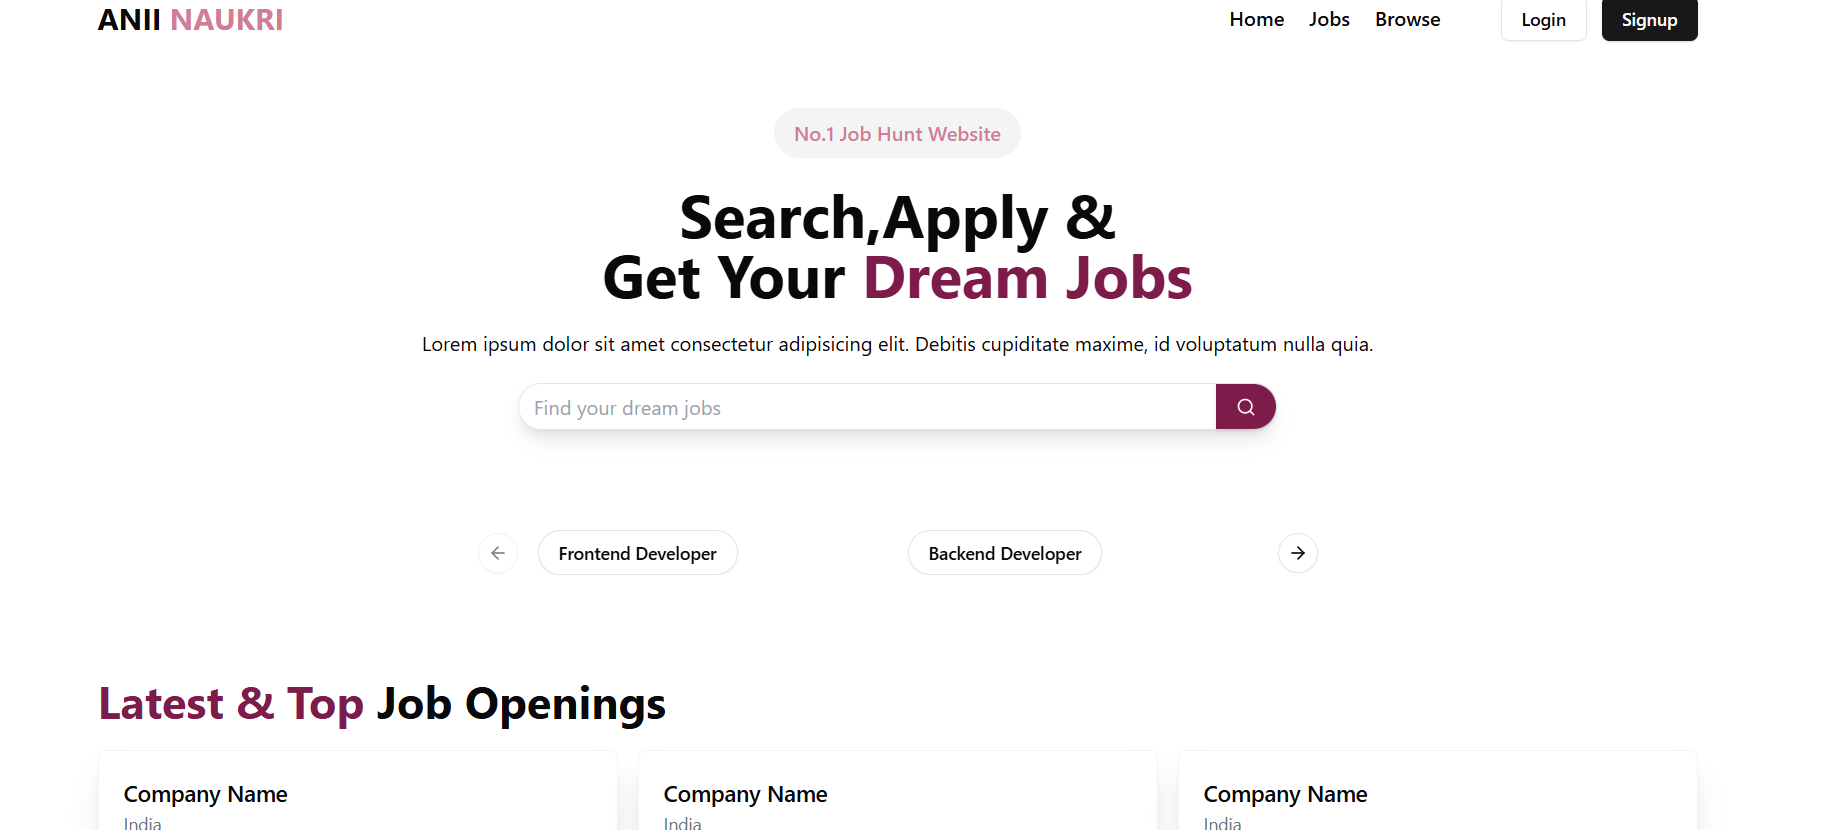 ANII NAUKRI
Home Jobs Browse Login Signup
No.1 Job Hunt Website
Search,Apply &
Get Your Dream Jobs
Lorem ipsum dolor sit amet consectetur adipisicing elit. Debitis cupiditate maxime, id voluptatum nulla quia.
Find your dream jobs
Frontend Developer Backend Developer
Latest & Top Job Openings
Company Name Company Name Company Name
India India India